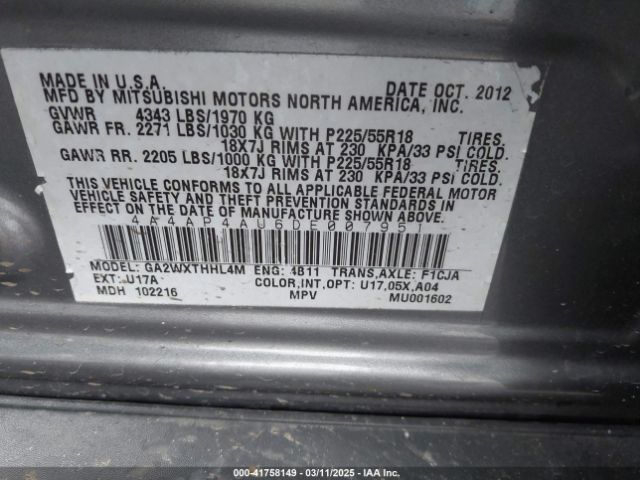 MADE IN U.S.A. DATE OCT. 2012
MFD BY MITSUBISHI MOTORS NORTH AMERICA, INC.
GVWR 4343 LBS/1970 KG
GAWR FR. 2271 LBS/1030 KG WITH P225/55R18 TIRES.
18X7J RIMS AT 230 KPA/33 PSI COLD.
GAWR RR. 2205 LBS/1000 KG WITH P225/55R18 TIRES.
18X7J RIMS AT 230 KPA/33 PSI COLD.
THIS VEHICLE CONFORMS TO ALL APPLICABLE FEDERAL MOTOR
VEHICLE SAFETY AND THEFT PREVENTION STANDARDS IN
EFFECT ON THE DATE OF MANUFACTURE SHOWN ABOVE.
4A4AP4AU6DE007951
MODEL: GA2WXTHHL4M ENG: 4B11 TRANS,AXLE: F1CJA
EXT: U17A COLOR,INT,OPT: U17,05X,A04
MDH 102216 MPV MU001602
© -- 41758149 -- 03/11/2025 -- IAA, Inc. --